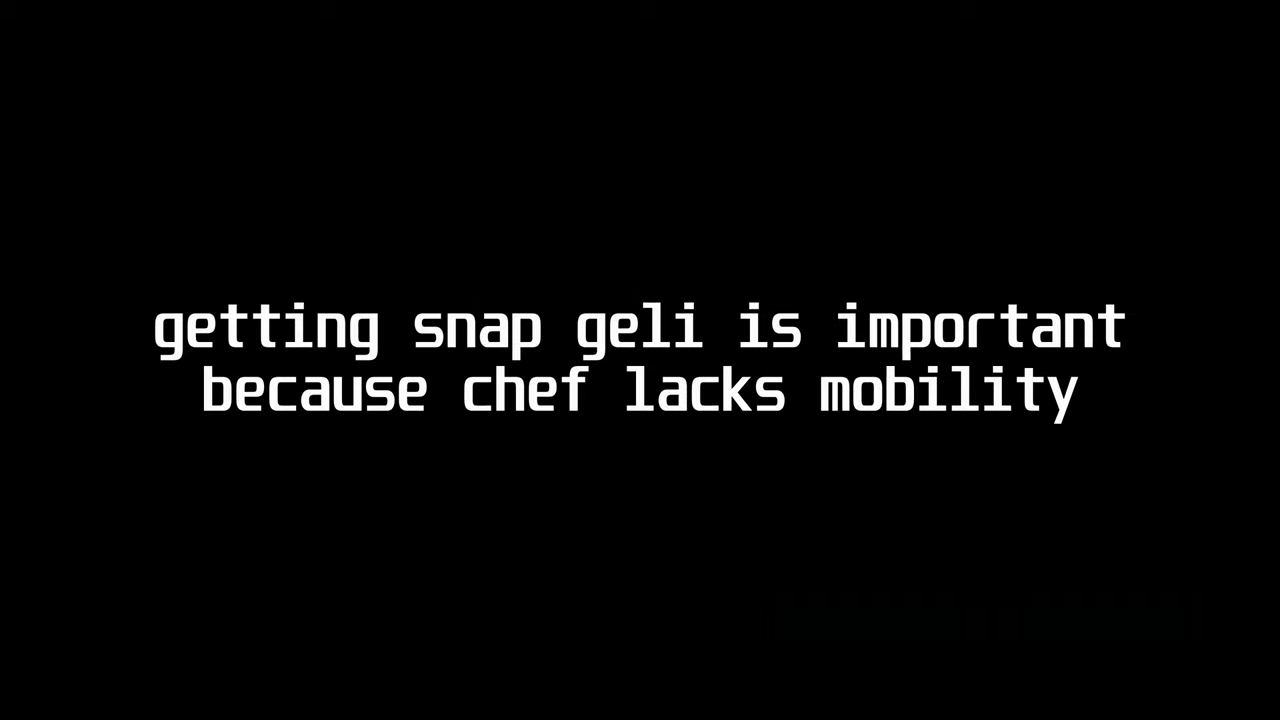 getting snap geli is important
because chef lacks mobility